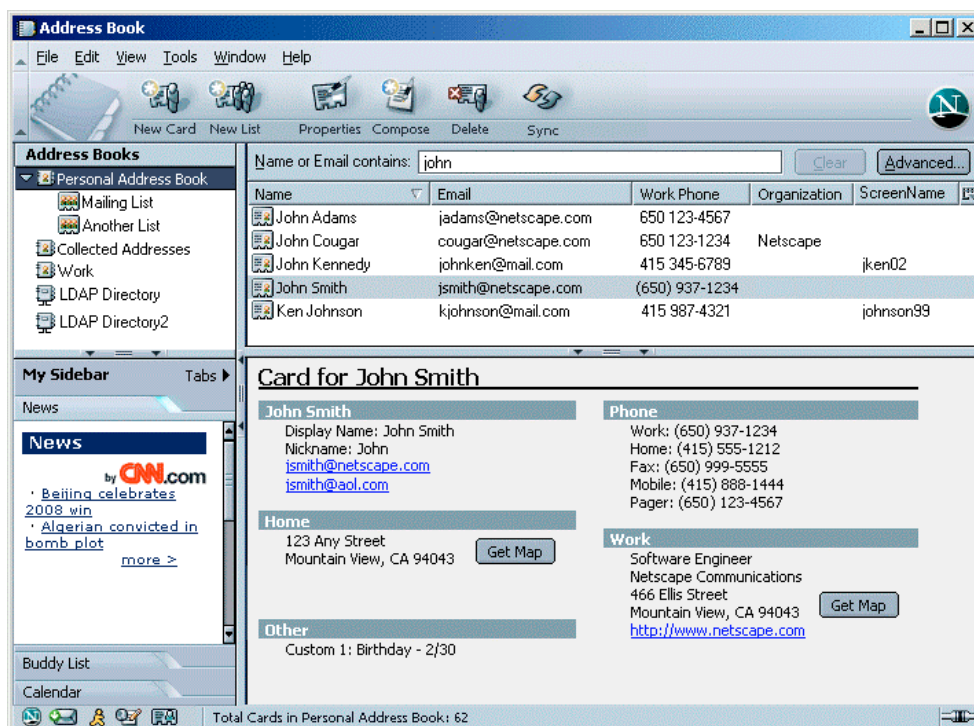 Address Book
File Edit View Tools Window Help
New Card New List Properties Compose Delete Sync
N
Address Books
Personal Address Book
Mailing List
Another List
Collected Addresses
Work
LDAP Directory
LDAP Directory2
Name or Email contains: john Clear Advanced...
Name Email Work Phone Organization ScreenName
John Adams jadams@netscape.com 650 123-4567
John Cougar cougar@netscape.com 650 123-1234 Netscape
John Kennedy johnken@mail.com 415 345-6789 jken02
John Smith jsmith@netscape.com (650) 937-1234
Ken Johnson kjohnson@mail.com 415 987-4321 johnson99
My Sidebar Tabs
News
News
by CNN.com
· Beijing celebrates
2008 win
· Algerian convicted in
bomb plot
more >
Buddy List
Calendar
Card for John Smith
John Smith
Display Name: John Smith
Nickname: John
jsmith@netscape.com
jsmith@aol.com
Home
123 Any Street
Mountain View, CA 94043
Get Map
Other
Custom 1: Birthday - 2/30
Phone
Work: (650) 937-1234
Home: (415) 555-1212
Fax: (650) 999-5555
Mobile: (415) 888-1444
Pager: (650) 123-4567
Work
Software Engineer
Netscape Communications
466 Ellis Street
Mountain View, CA 94043
Get Map
http://www.netscape.com
Total Cards in Personal Address Book: 62